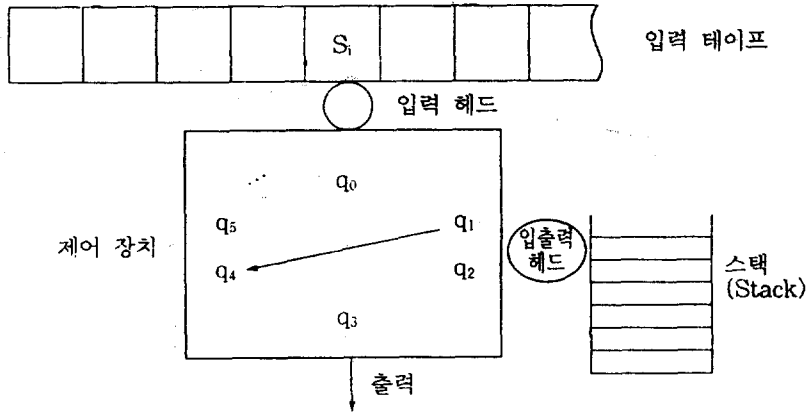 Si
입력 테이프
입력 헤드
...
q0
q5
q1
입출력
헤드
제어 장치
q4
q2
스택
(Stack)
q3
출력